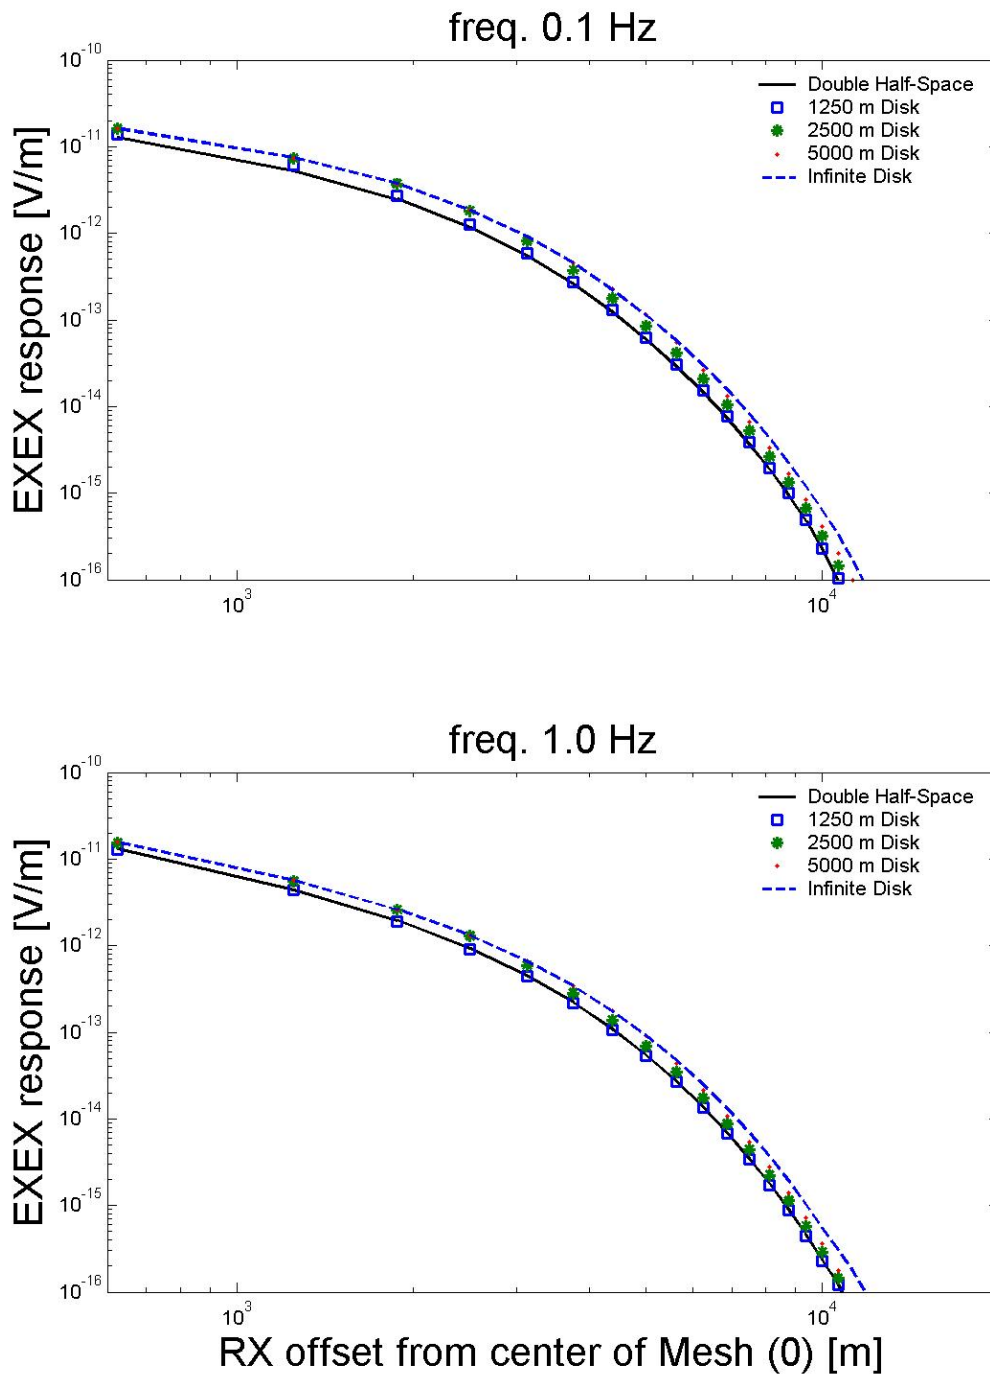 freq. 0.1 Hz
EXEX response [V/m]
10^-10
10^-11
10^-12
10^-13
10^-14
10^-15
10^-16
10^3
10^4
Double Half-Space
1250 m Disk
2500 m Disk
5000 m Disk
Infinite Disk
freq. 1.0 Hz
EXEX response [V/m]
10^-10
10^-11
10^-12
10^-13
10^-14
10^-15
10^-16
10^3
10^4
Double Half-Space
1250 m Disk
2500 m Disk
5000 m Disk
Infinite Disk
RX offset from center of Mesh (0) [m]